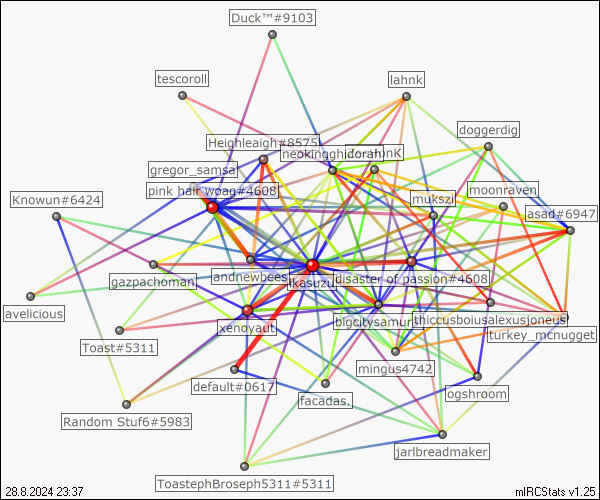 Duck™#9103
tescoroll
lahnk
doggerdig
Heighleaigh#8575
neokingghidorah
gregor_samsa
pink hair woag#4608
moonraven
Knowun#6424
mukszi
asad#6947
andnewbees
ikasuzu
disaster of passion#4608
gazpachoman
avelicious
thiccusboiusalexusjoneus
bigcitysamurai
xenoyaut
Toast#5311
turkey_mcnugget
mingus4742
default#0617
ogshroom
facadas.
Random Stuf6#5983
jarlbreadmaker
ToastephBroseph5311#5311
28.8.2024 23:37
mIRCStats v1.25